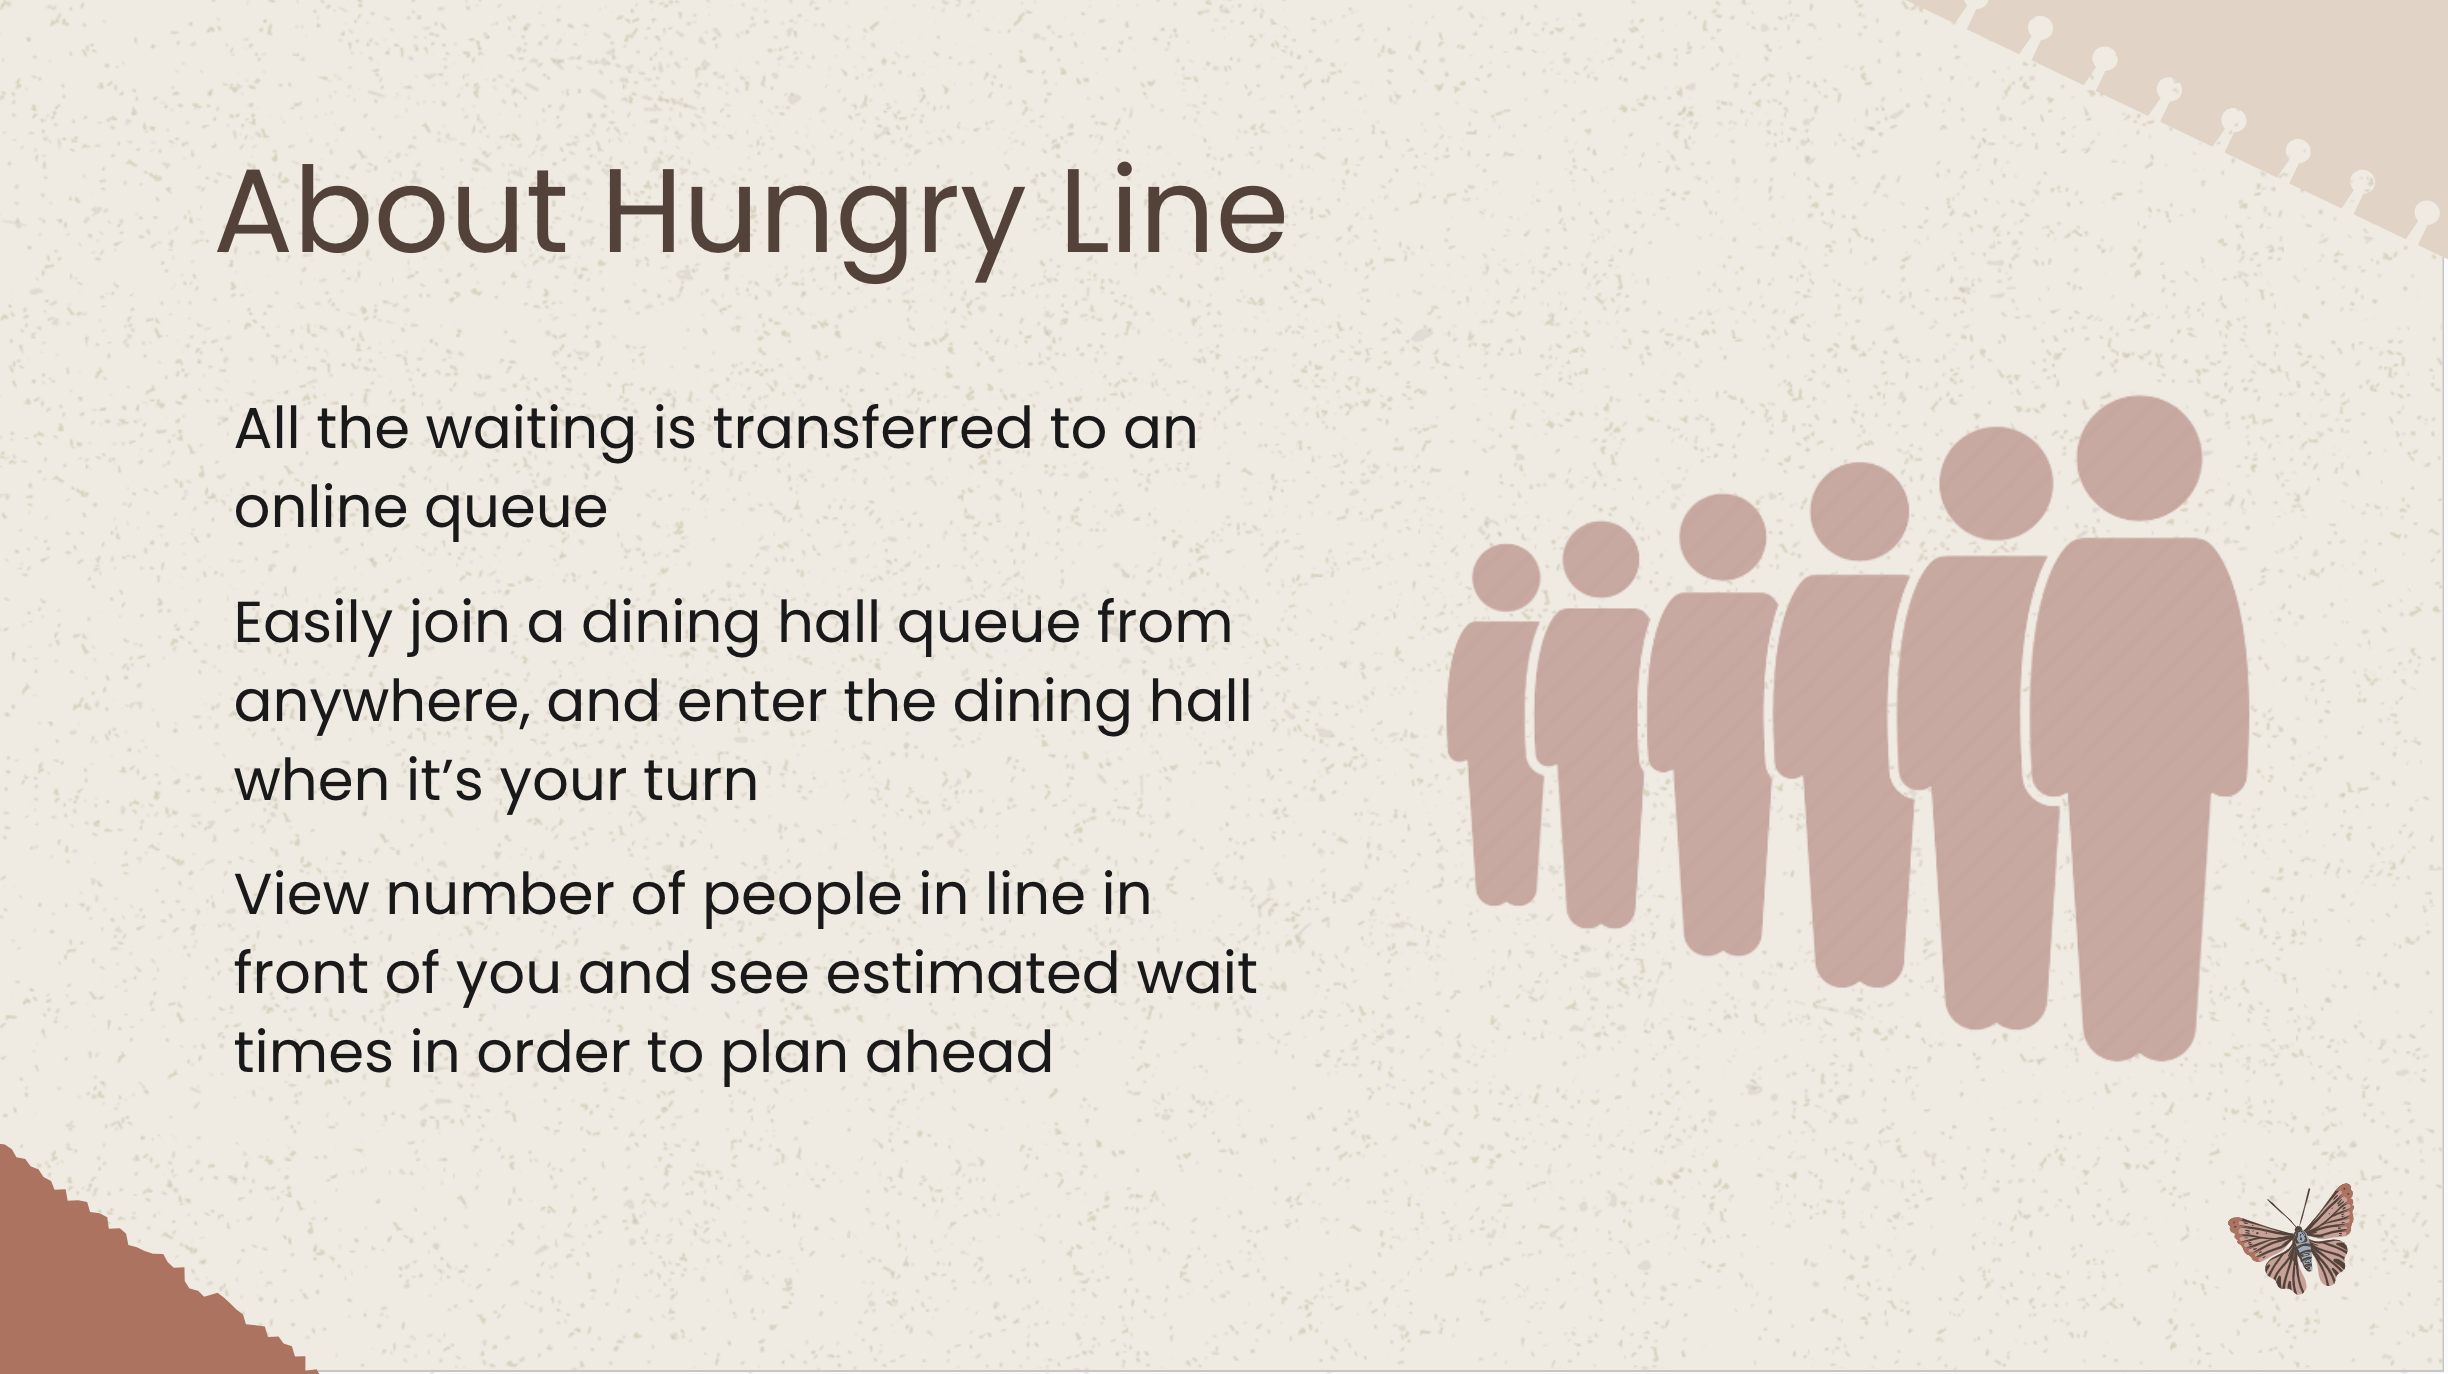 About Hungry Line
All the waiting is transferred to an
online queue
Easily join a dining hall queue from
anywhere, and enter the dining hall
when it’s your turn
View number of people in line in
front of you and see estimated wait
times in order to plan ahead